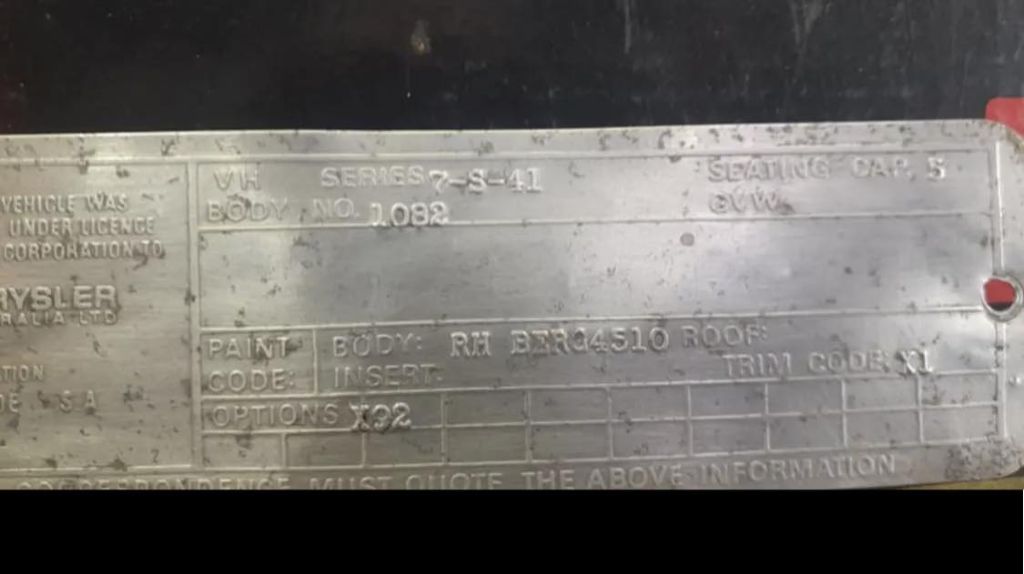 VEHICLE WAS
UNDER LICENCE
CORPORATION TO
RYSLER
RALIA LTD
TION
DE U S A
VH SERIES 7-S-41 SEATING CAP. 5
BODY NO. 1082 GVW
PAINT CODE: BODY: RH BERG4510 ROOF:
INSERT: TRIM CODE: X1
OPTIONS X92
CORRESPONDENCE MUST QUOTE THE ABOVE INFORMATION